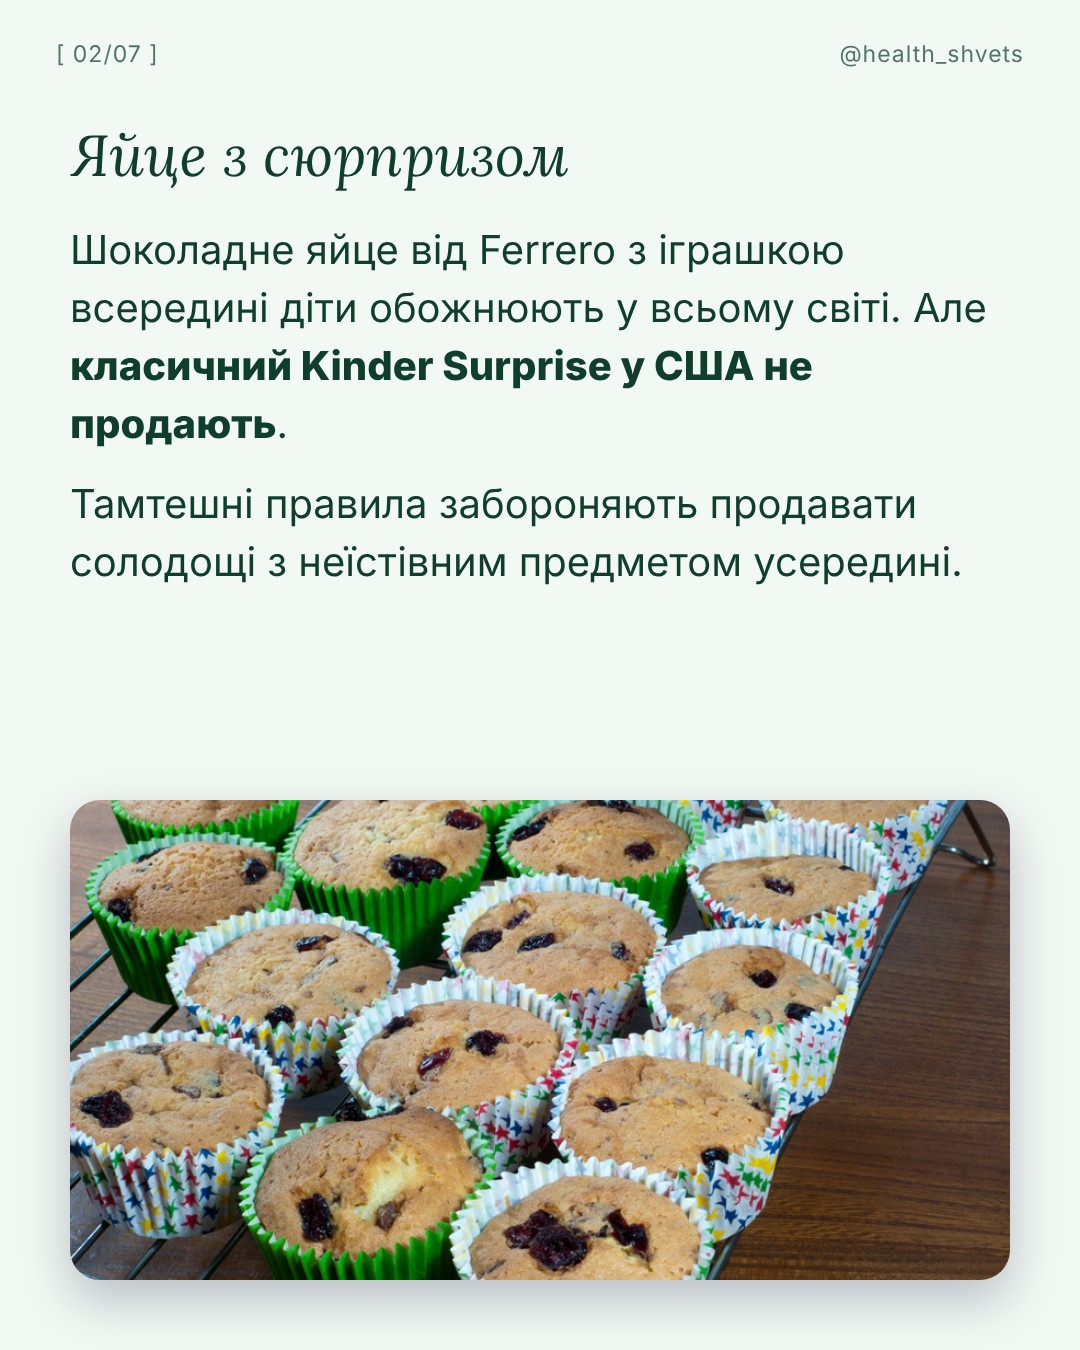 [ 02/07 ]
@health_shvets
Яйце з сюрпризом
Шоколадне яйце від Ferrero з іграшкою
всередині діти обожнюють у всьому світі. Але
класичний Kinder Surprise у США не
продають.
Тамтешні правила забороняють продавати
солодощі з неїстівним предметом усередині.